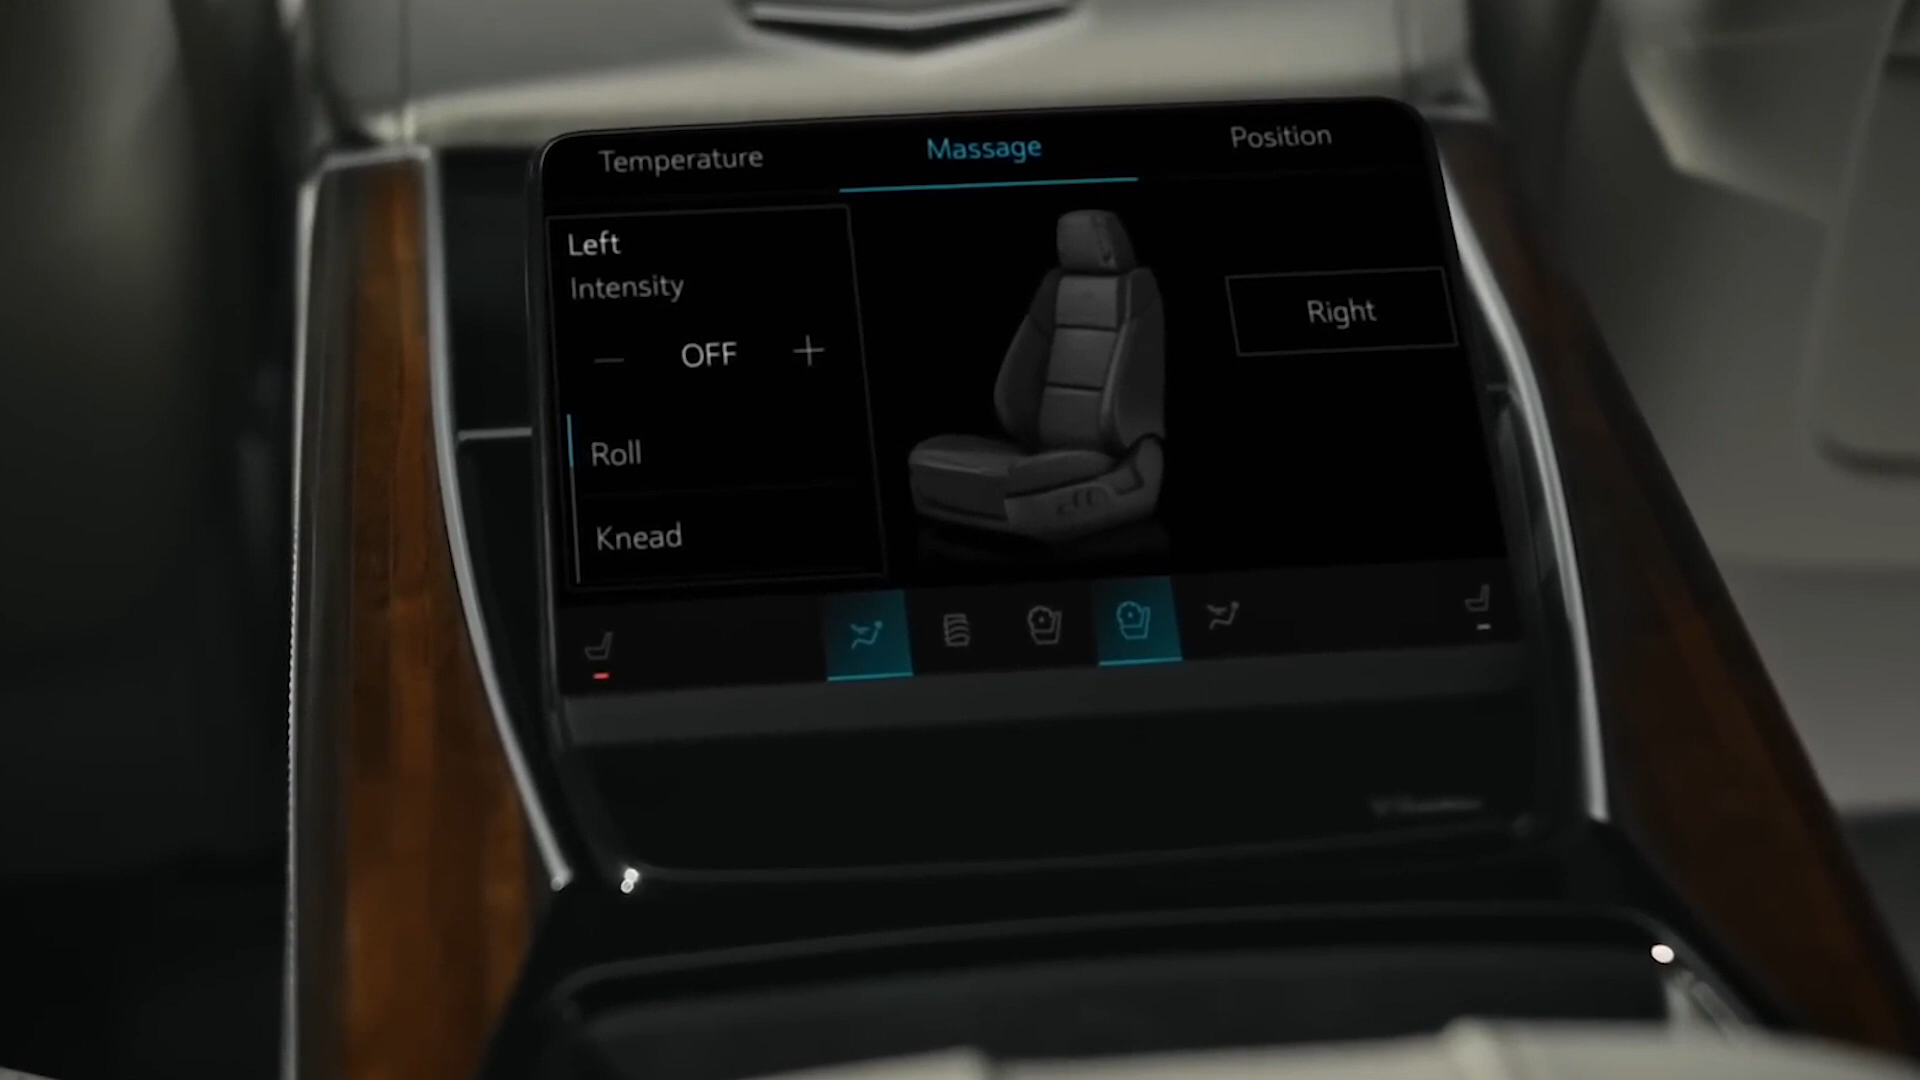 Temperature
Massage
Position
Left
Intensity
— OFF +
Roll
Knead
Right